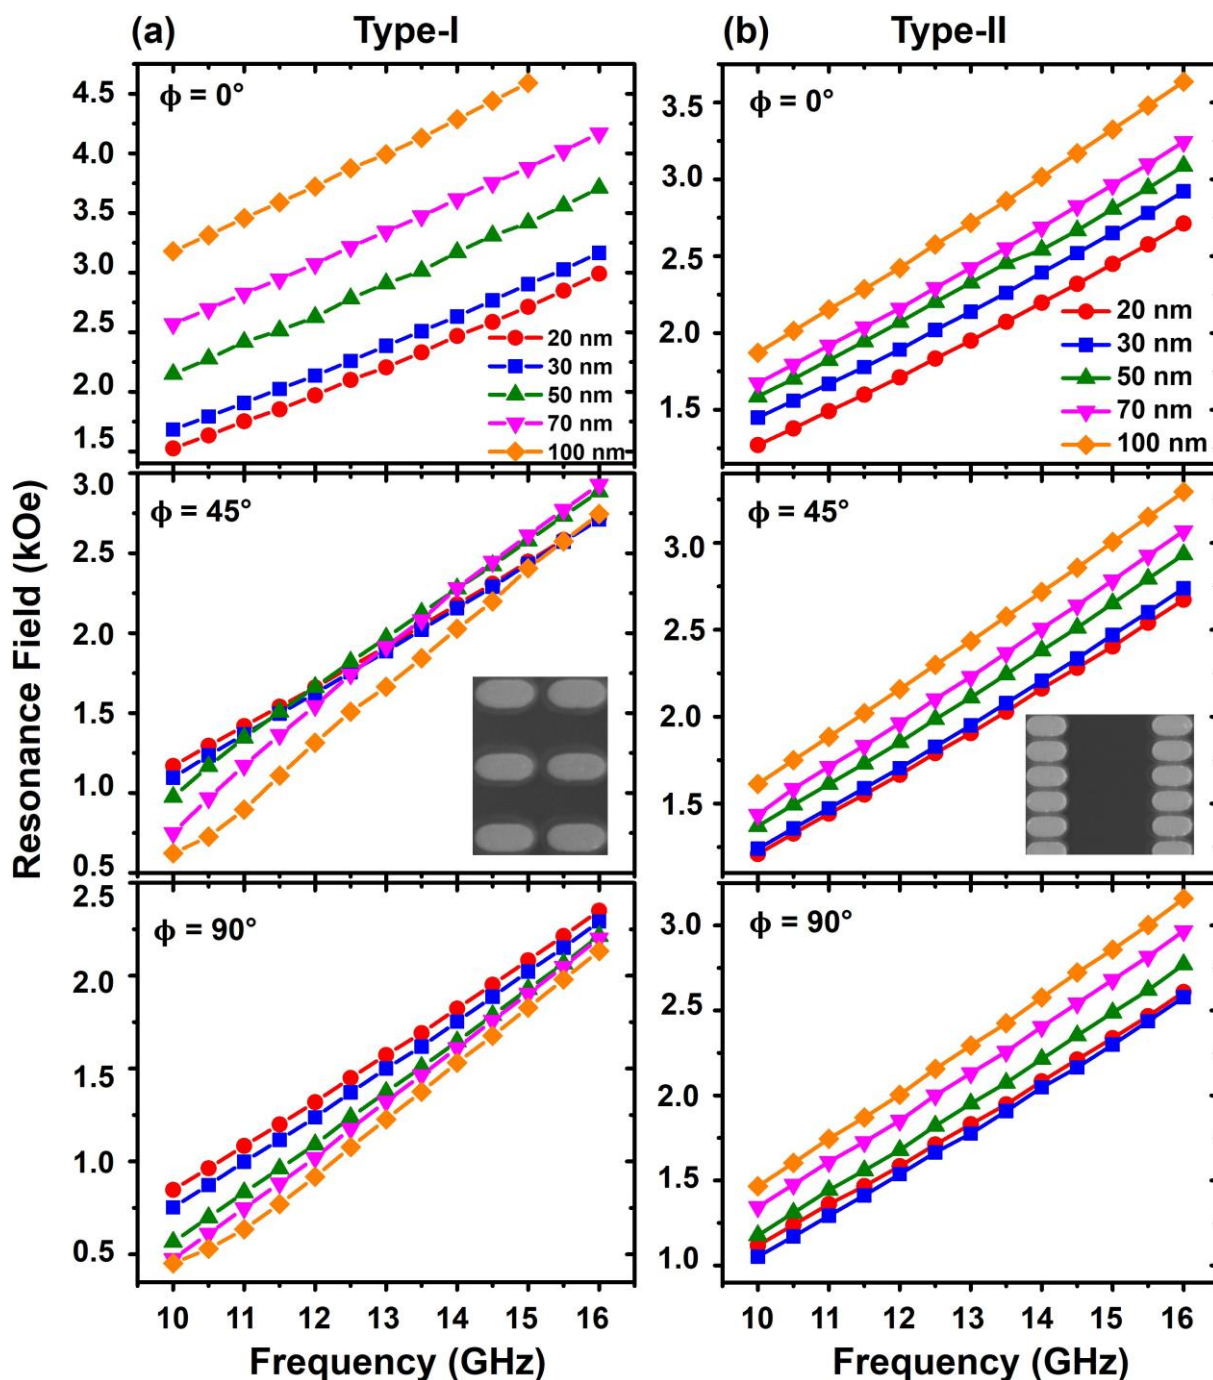 (a) Type-I
(b) Type-II
Resonance Field (kOe)
ϕ = 0°
4.5
4.0
3.5
3.0
2.5
2.0
1.5
20 nm
30 nm
50 nm
70 nm
100 nm
ϕ = 0°
3.5
3.0
2.5
2.0
1.5
20 nm
30 nm
50 nm
70 nm
100 nm
ϕ = 45°
3.0
2.5
2.0
1.5
1.0
0.5
ϕ = 45°
3.0
2.5
2.0
1.5
ϕ = 90°
2.5
2.0
1.5
1.0
0.5
10 11 12 13 14 15 16
Frequency (GHz)
ϕ = 90°
3.0
2.5
2.0
1.5
1.0
10 11 12 13 14 15 16
Frequency (GHz)